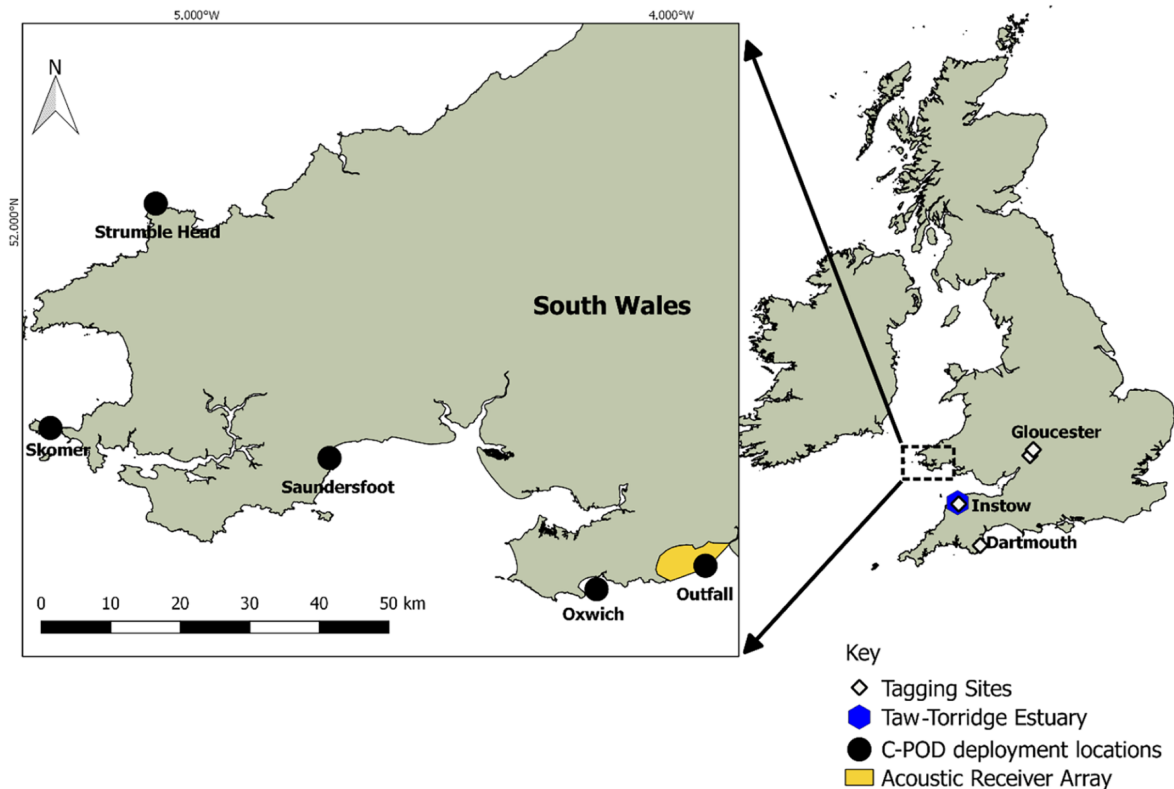 5.000°W
4.000°W
N
52.000°N
Strumble Head
South Wales
Skomer
Saundersfoot
Gloucester
Instow
Dartmouth
Outfall
Oxwich
0 10 20 30 40 50 km
Key
Tagging Sites
Taw-Torridge Estuary
C-POD deployment locations
Acoustic Receiver Array